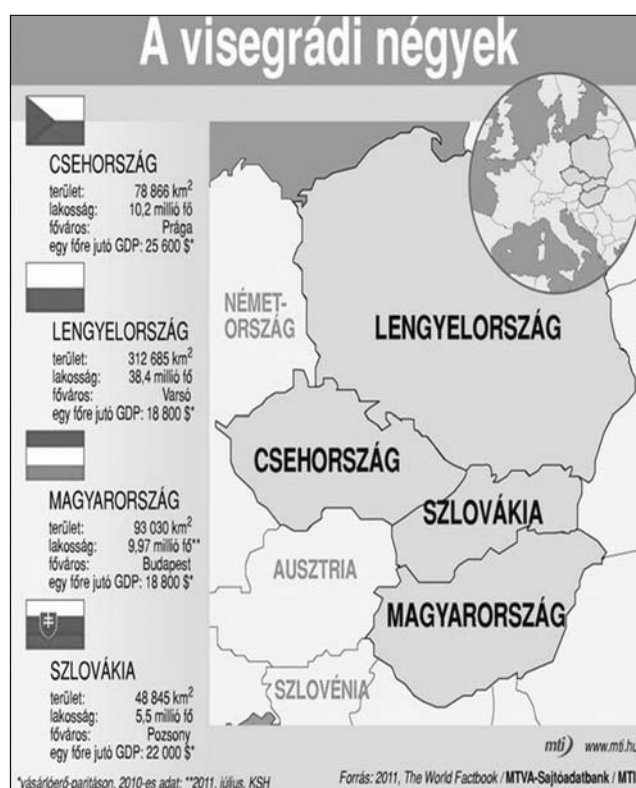 A visegrádi négyek
CSEHORSZÁG
terület: 78 866 km²
lakosság: 10,2 millió fő
főváros: Prága
egy főre jutó GDP: 25 600 $*
LENGYELORSZÁG
terület: 312 685 km²
lakosság: 38,4 millió fő
főváros: Varsó
egy főre jutó GDP: 18 800 $*
MAGYARORSZÁG
terület: 93 030 km²
lakosság: 9,97 millió fő**
főváros: Budapest
egy főre jutó GDP: 18 800 $*
SZLOVÁKIA
terület: 48 845 km²
lakosság: 5,5 millió fő
főváros: Pozsony
egy főre jutó GDP: 22 000 $*
NÉMET-
ORSZÁG
LENGYELORSZÁG
CSEHORSZÁG
SZLOVÁKIA
AUSZTRIA
MAGYARORSZÁG
SZLOVÉNIA
mti) www.mti.hu
*vásárlóerő-paritáson, 2010-es adat; **2011. július, KSH
Forrás: 2011, The World Factbook / MTVA-Sajtóadatbank / MTI